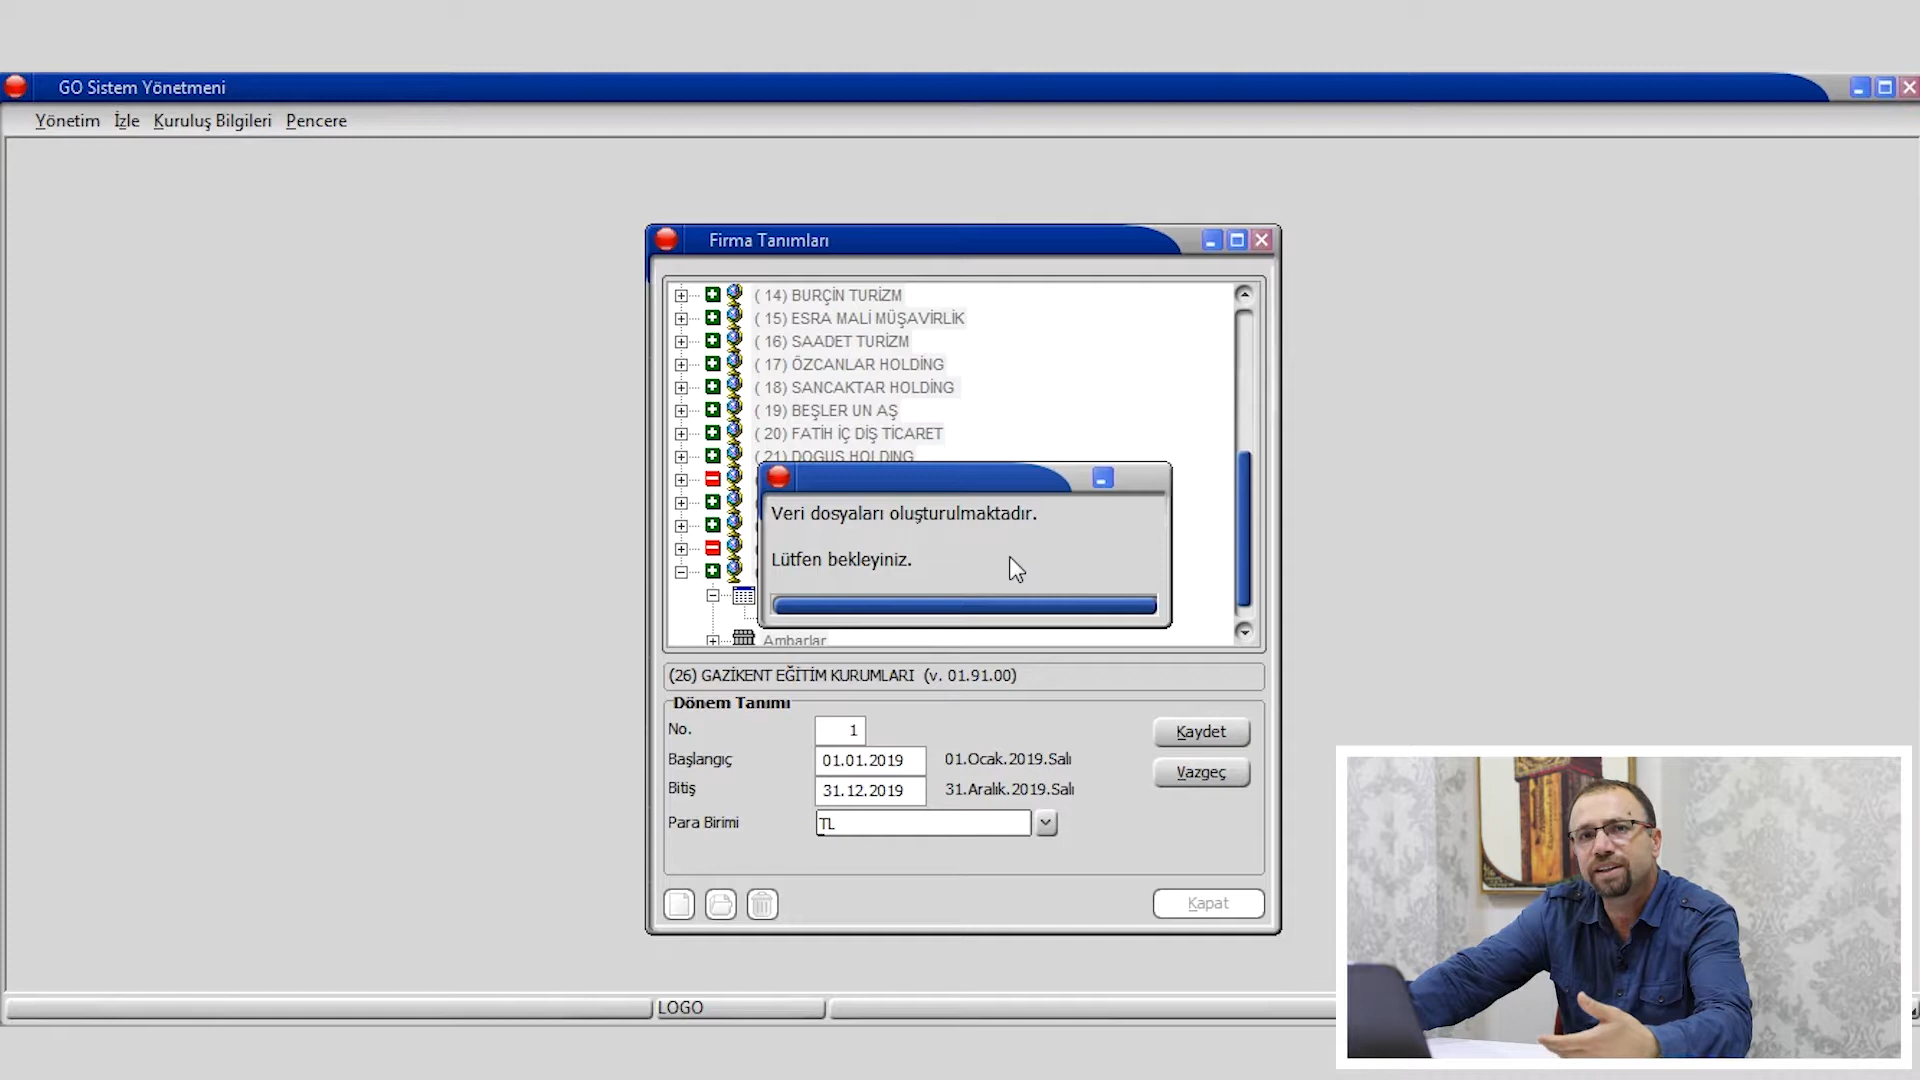 GO Sistem Yönetmeni
Yönetim İzle Kuruluş Bilgileri Pencere
Firma Tanımları
( 14) BURÇİN TURİZM
( 15) ESRA MALİ MÜŞAVİRLİK
( 16) SAADET TURİZM
( 17) ÖZCANLAR HOLDİNG
( 18) SANCAKTAR HOLDİNG
( 19) BEŞLER UN AŞ
( 20) FATİH İÇ DİŞ TİCARET
( 21) DOGUS HOLDING
Veri dosyaları oluşturulmaktadır.
Lütfen bekleyiniz.
Ambarlar
(26) GAZİKENT EĞİTİM KURUMLARI (v. 01.91.00)
Dönem Tanımı
No. 1
Kaydet
Başlangıç 01.01.2019 01.Ocak.2019.Salı
Vazgeç
Bitiş 31.12.2019 31.Aralık.2019.Salı
Para Birimi TL
Kapat
LOGO